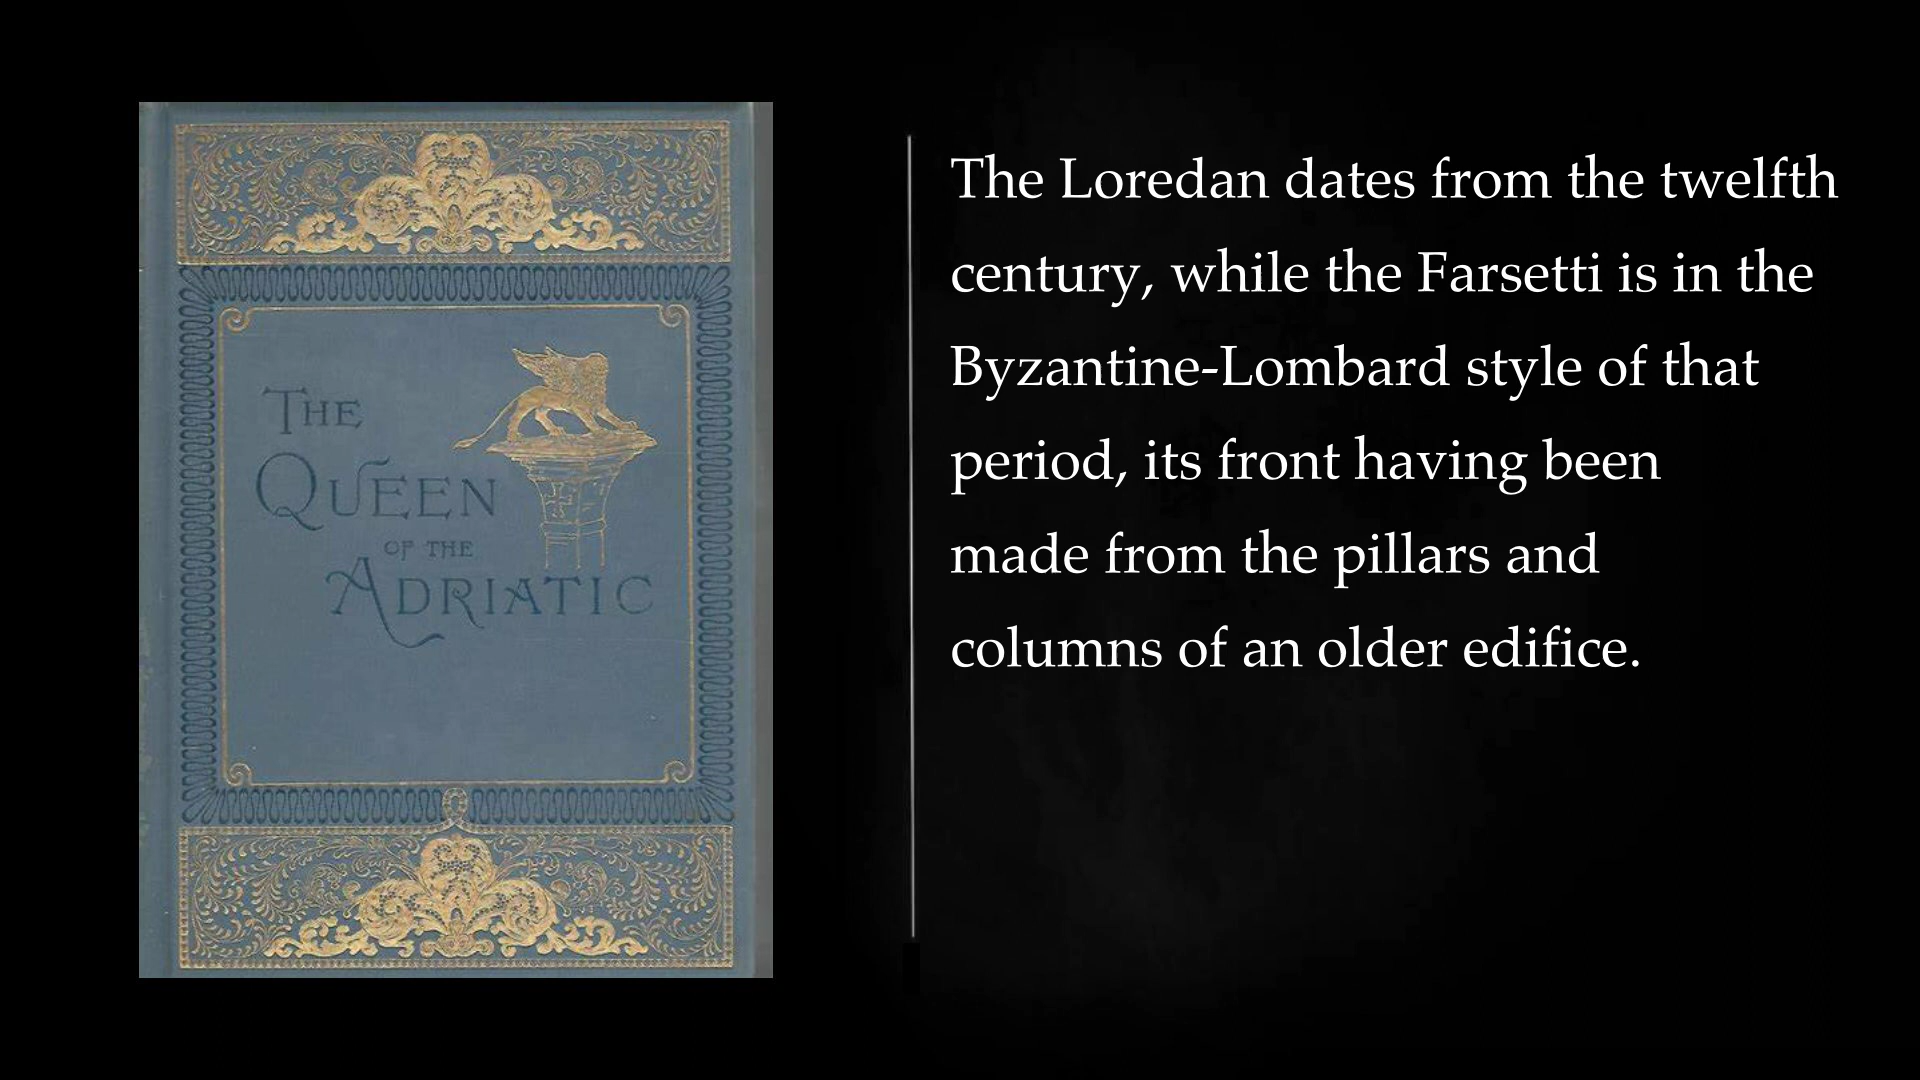 THE
QUEEN
OF THE
ADRIATIC
The Loredan dates from the twelfth
century, while the Farsetti is in the
Byzantine-Lombard style of that
period, its front having been
made from the pillars and
columns of an older edifice.